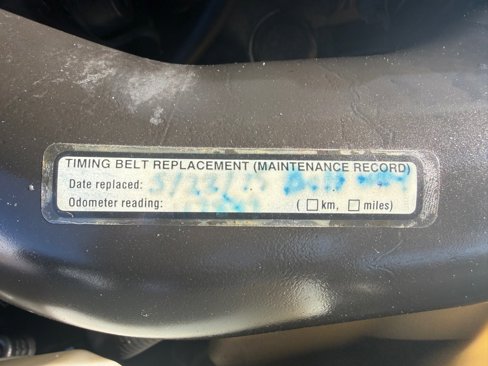 TIMING BELT REPLACEMENT (MAINTENANCE RECORD)
Date replaced:
Odometer reading: ( km, miles)